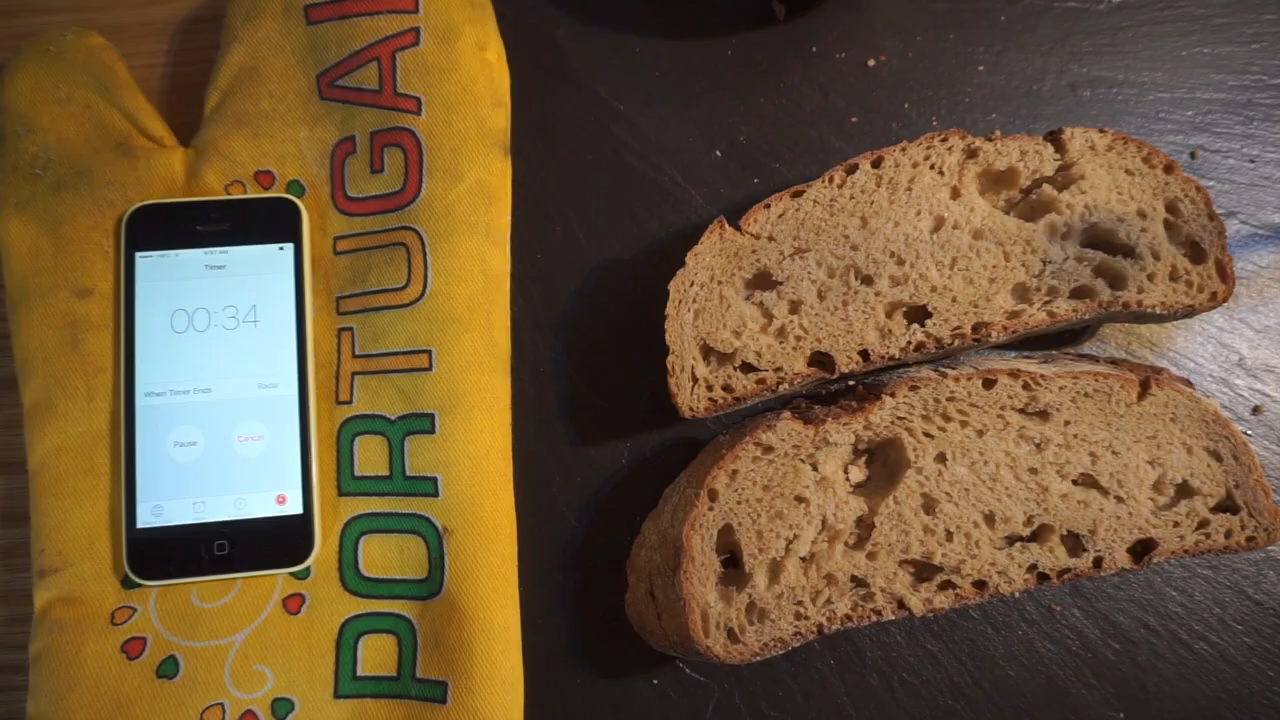 PORTUGAL
Timer
00:34
When Timer Ends
Radar
Pause
Cancel